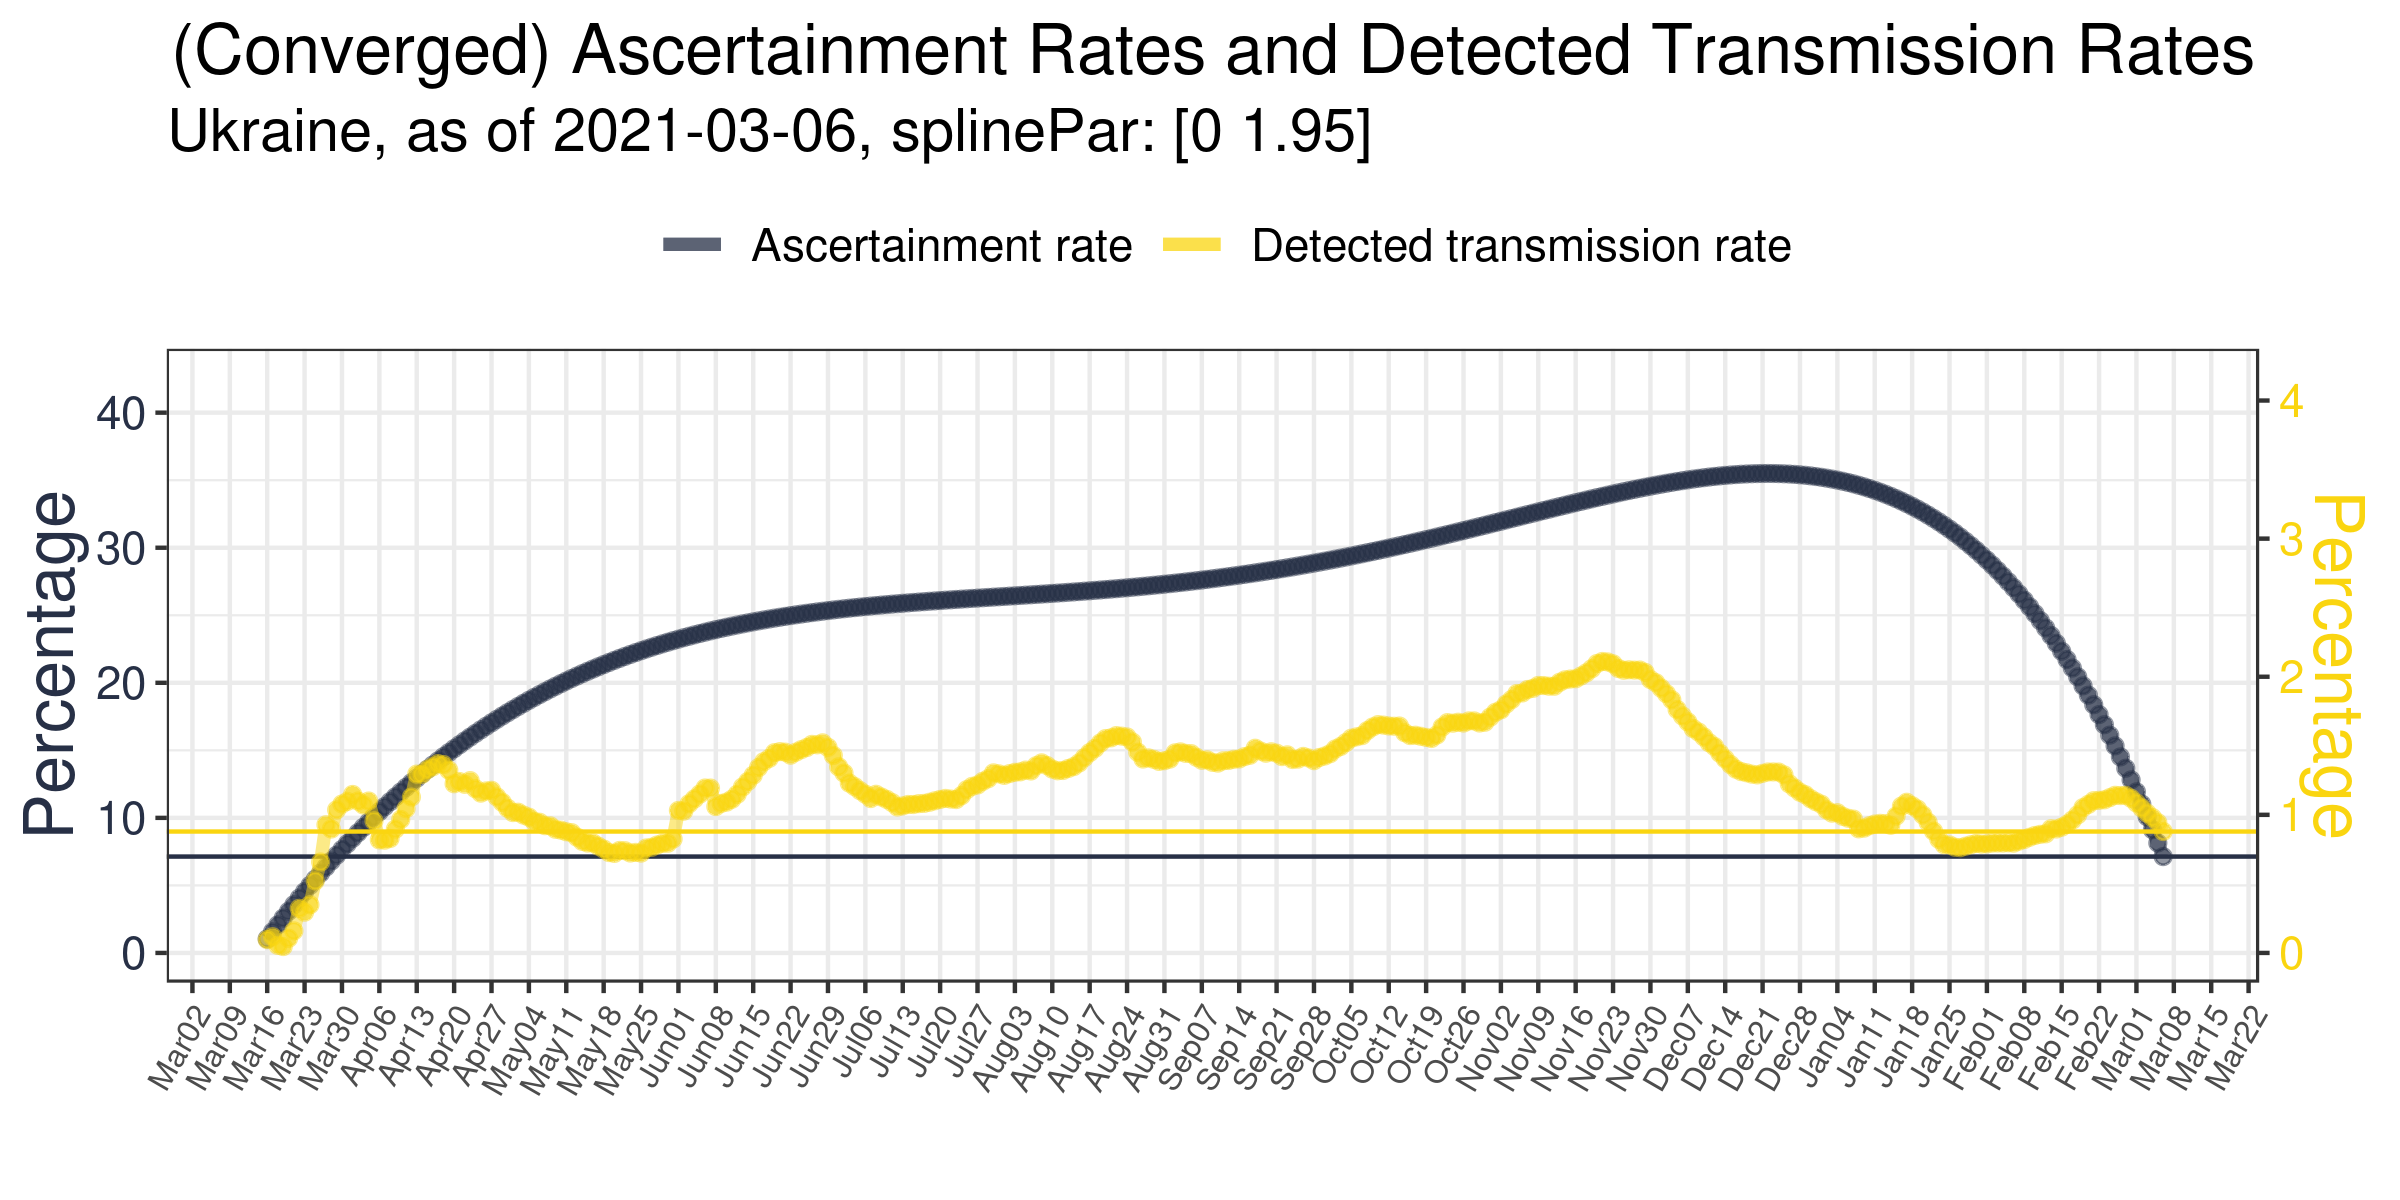 (Converged) Ascertainment Rates and Detected Transmission Rates
Ukraine, as of 2021-03-06, splinePar: [0 1.95]
Ascertainment rate Detected transmission rate
Percentage
40
30
20
10
0
4
3
2
1
0
Percentage
Mar02 Mar09 Mar16 Mar23 Mar30 Apr06 Apr13 Apr20 Apr27 May04 May11 May18 May25 Jun01 Jun08 Jun15 Jun22 Jun29 Jul06 Jul13 Jul20 Jul27 Aug03 Aug10 Aug17 Aug24 Aug31 Sep07 Sep14 Sep21 Sep28 Oct05 Oct12 Oct19 Oct26 Nov02 Nov09 Nov16 Nov23 Nov30 Dec07 Dec14 Dec21 Dec28 Jan04 Jan11 Jan18 Jan25 Feb01 Feb08 Feb15 Feb22 Mar01 Mar08 Mar15 Mar22